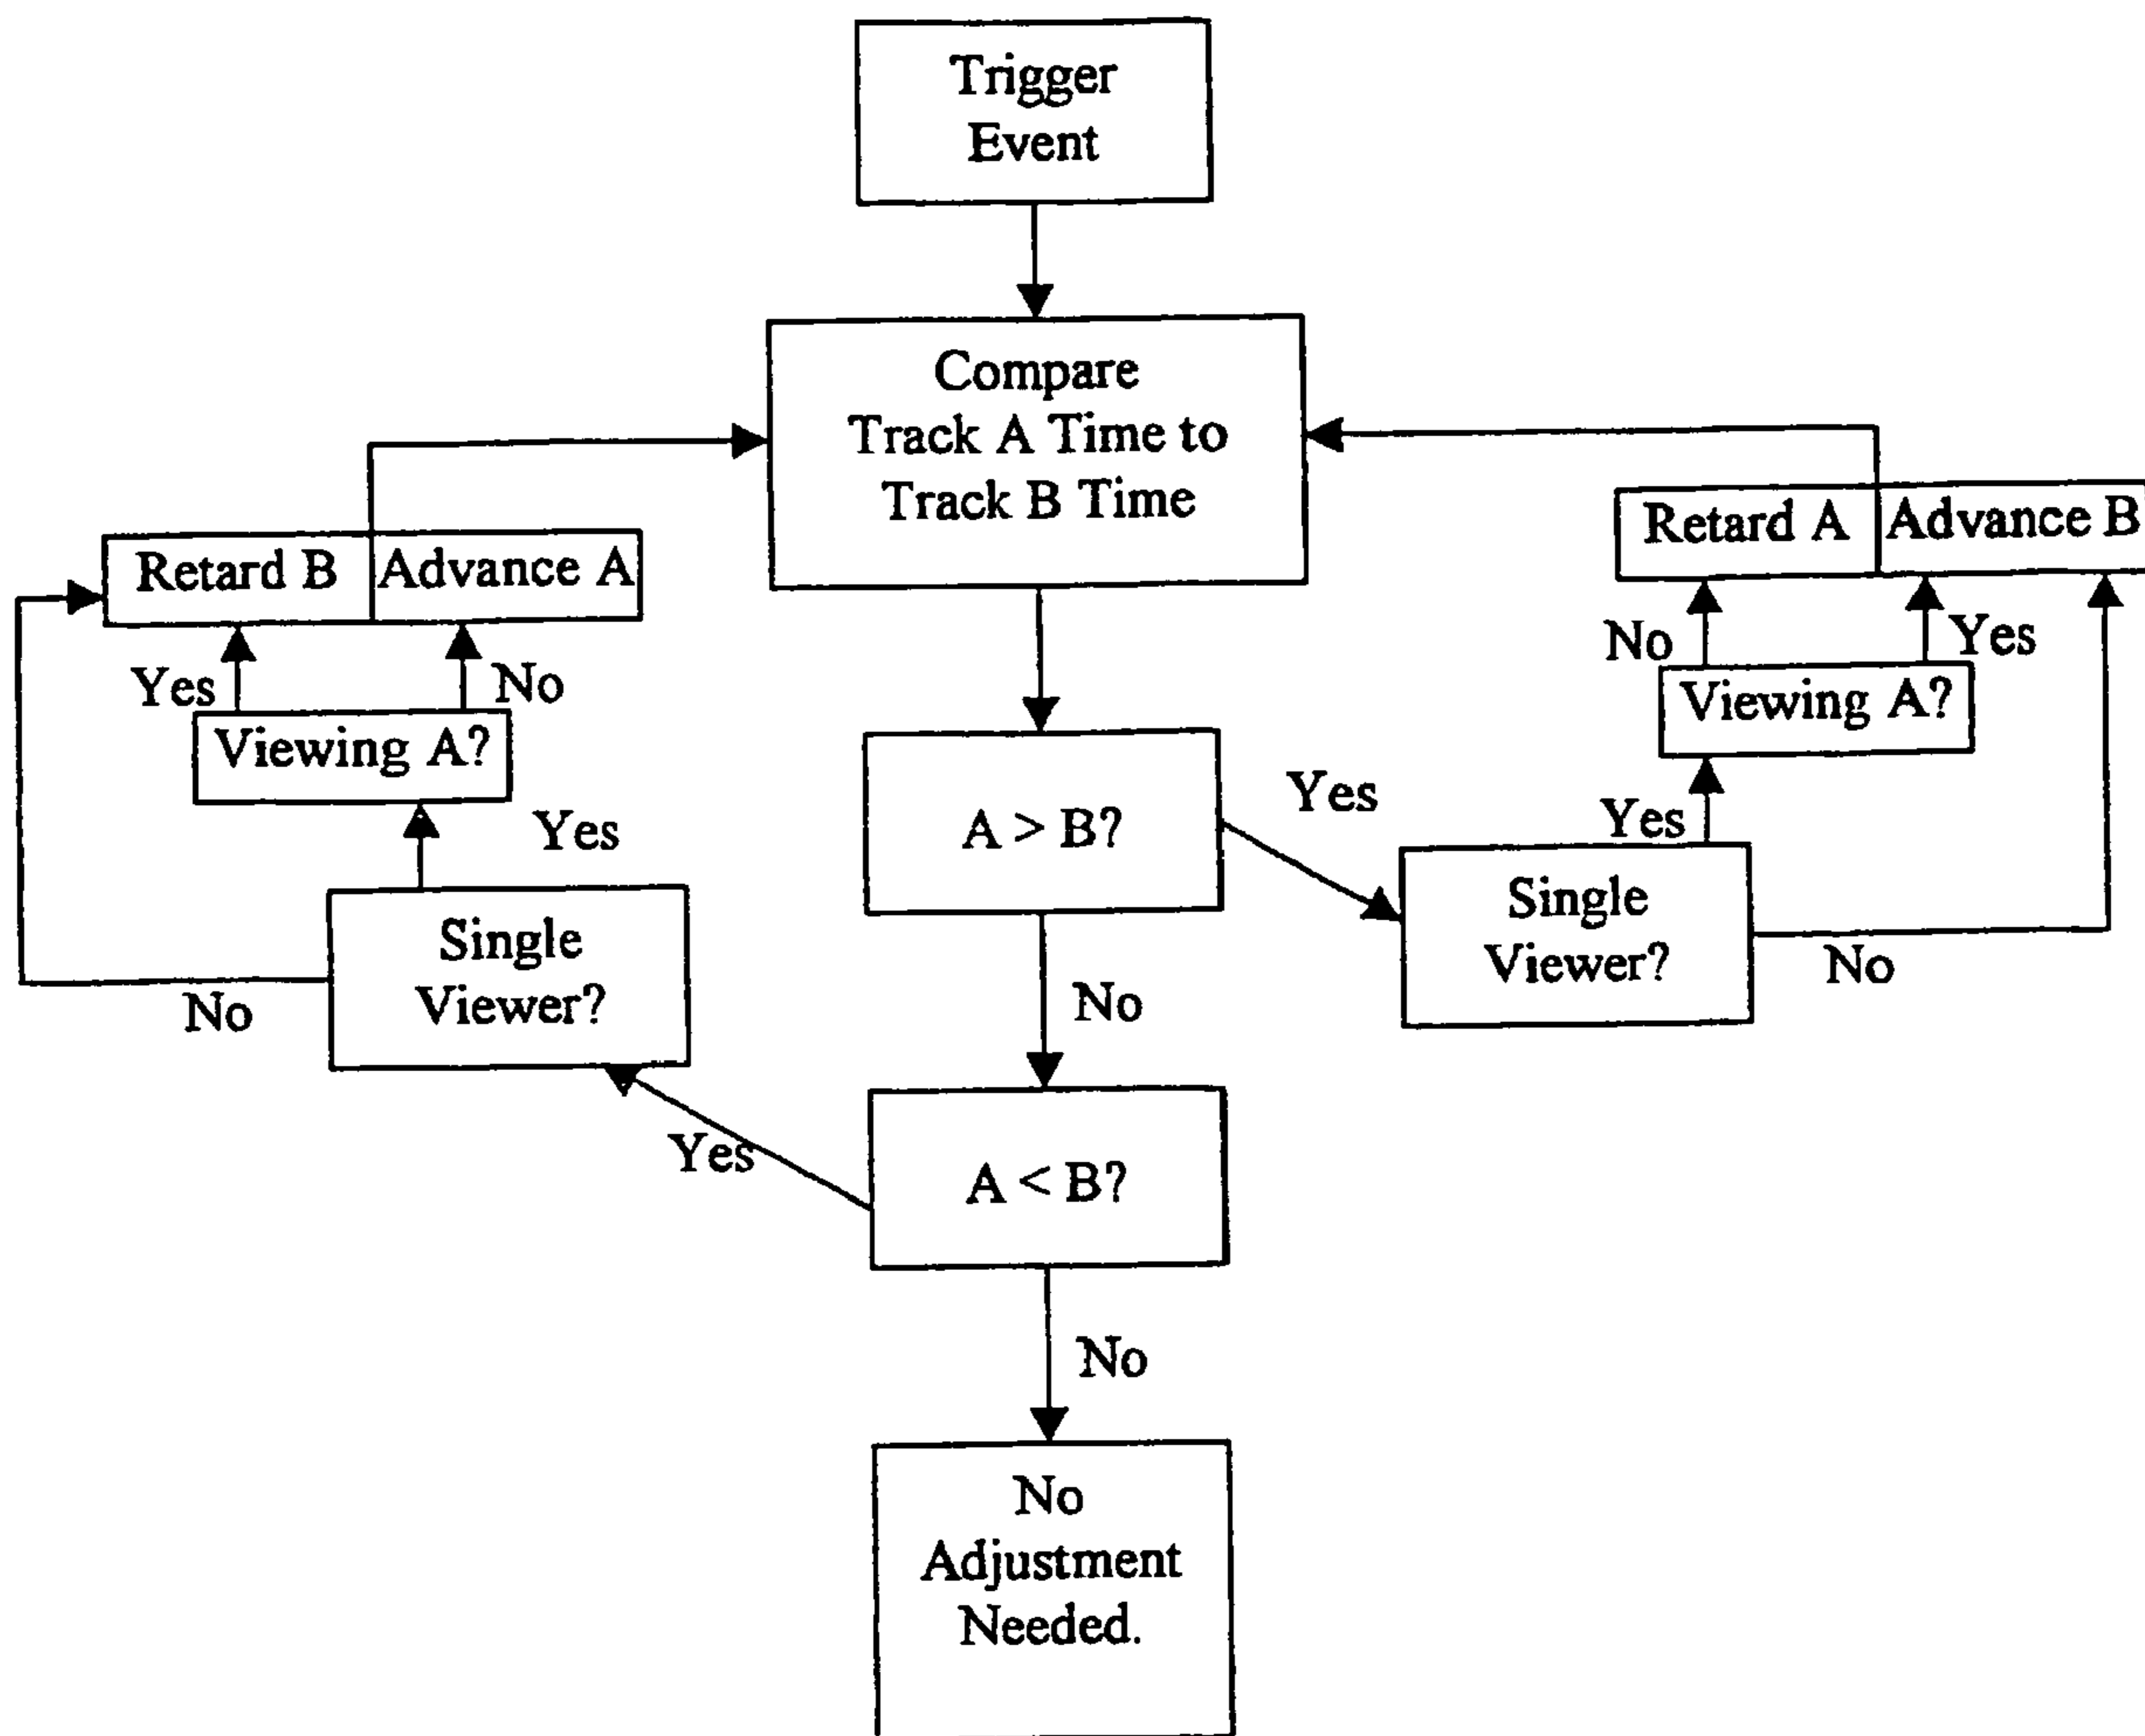 Trigger
Event
Compare
Track A Time to
Track B Time
Retard B
Advance A
Retard A
Advance B
Yes
No
Viewing A?
No
Yes
Viewing A?
A > B?
Yes
Yes
Single
Viewer?
No
Yes
Single
Viewer?
No
No
A < B?
Yes
No
No
Adjustment
Needed.